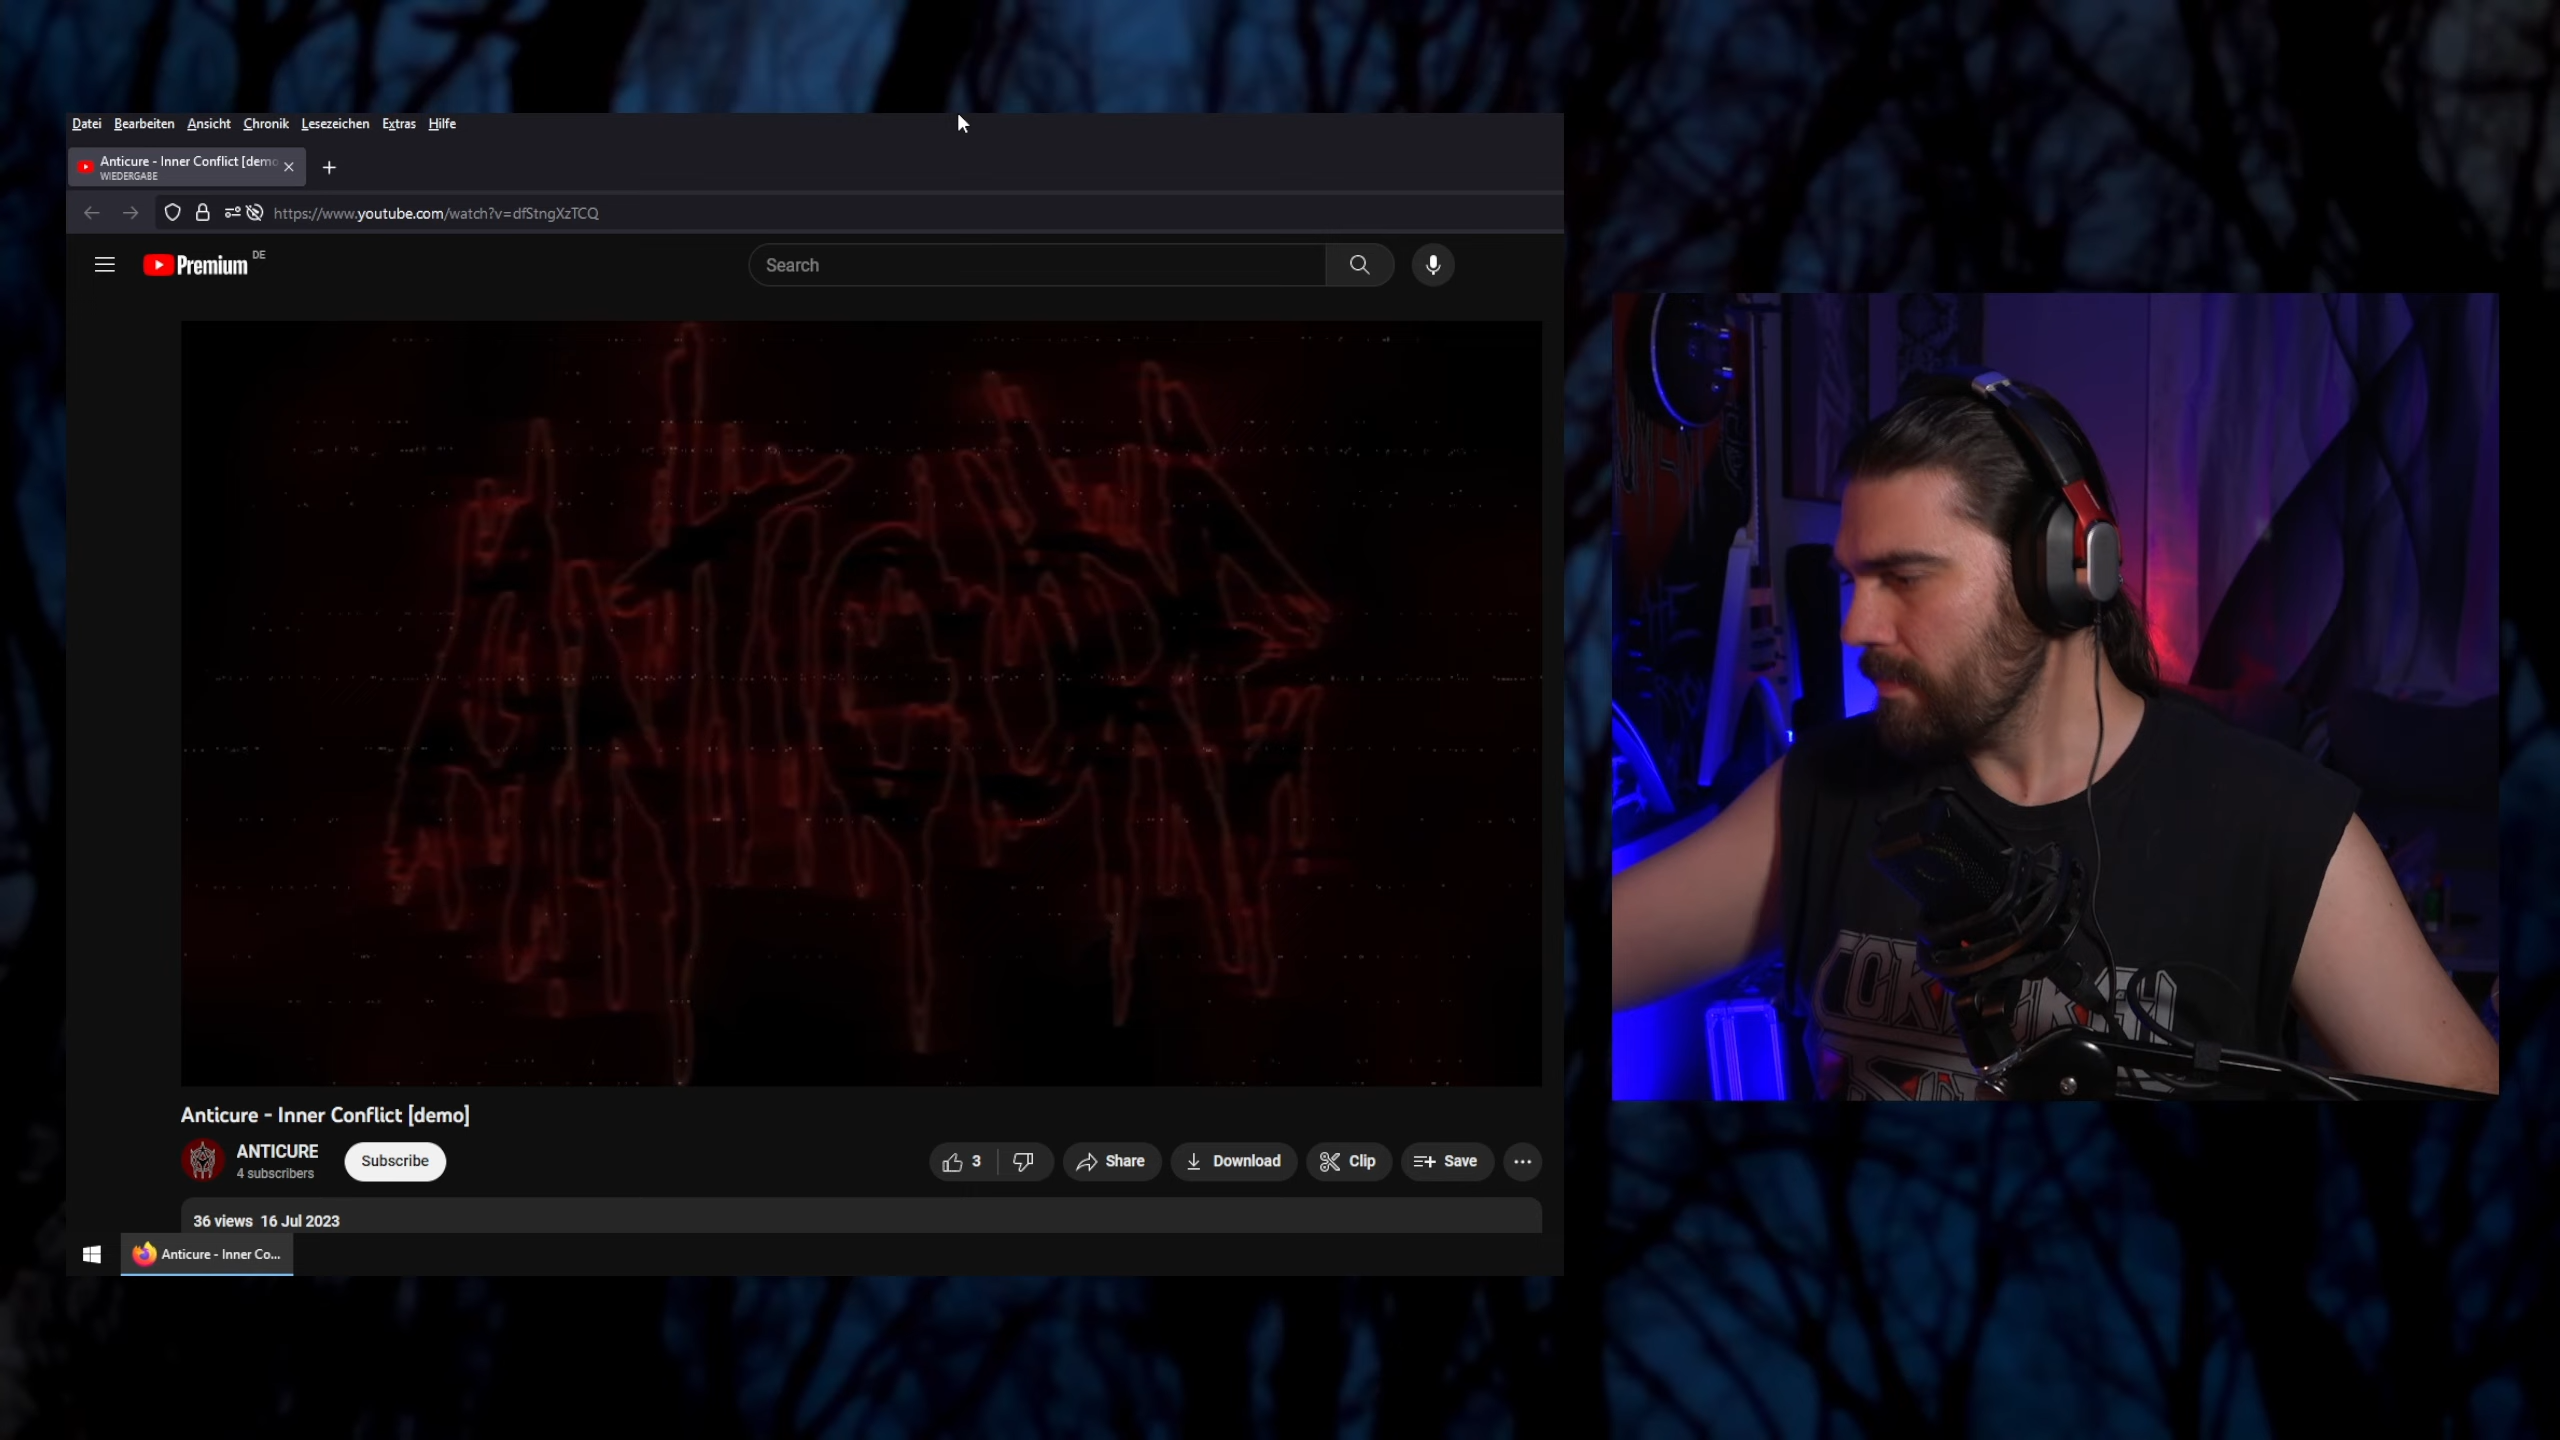 Datei Bearbeiten Ansicht Chronik Lesezeichen Extras Hilfe
Anticure - Inner Conflict [demo
WIEDERGABE
https://www.youtube.com/watch?v=dfStngXzTCQ
Premium DE
Search
Anticure - Inner Conflict [demo]
ANTICURE
4 subscribers
Subscribe
3
Share
Download
Clip
Save
36 views 16 Jul 2023
Anticure - Inner Co...